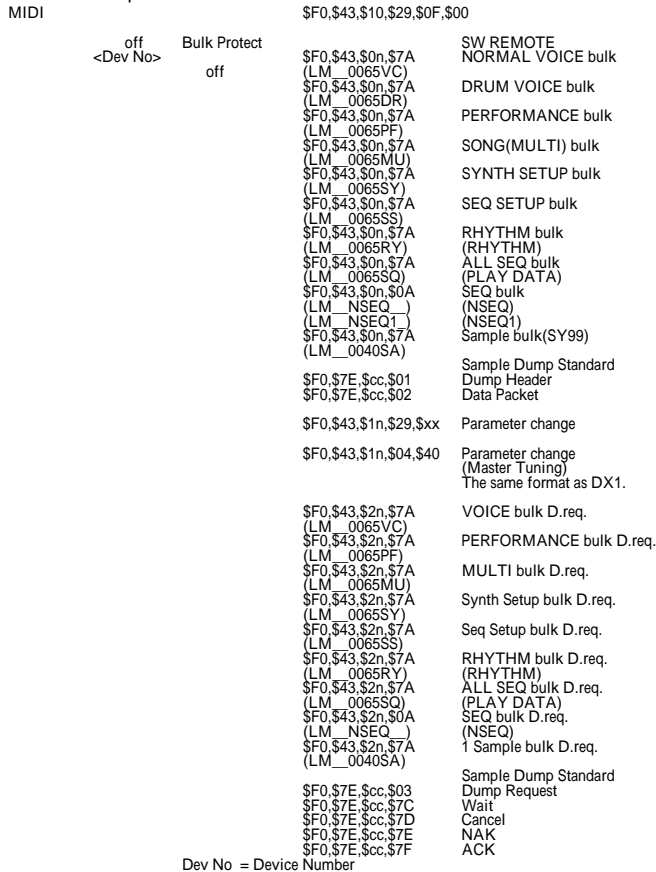 MIDI $F0,$43,$10,$29,$0F,$00
off Bulk Protect SW REMOTE
<Dev No> $F0,$43,$0n,$7A NORMAL VOICE bulk
off (LM__0065VC)
$F0,$43,$0n,$7A DRUM VOICE bulk
(LM__0065DR)
$F0,$43,$0n,$7A PERFORMANCE bulk
(LM__0065PF)
$F0,$43,$0n,$7A SONG(MULTI) bulk
(LM__0065MU)
$F0,$43,$0n,$7A SYNTH SETUP bulk
(LM__0065SY)
$F0,$43,$0n,$7A SEQ SETUP bulk
(LM__0065SS)
$F0,$43,$0n,$7A RHYTHM bulk
(LM__0065RY) (RHYTHM)
$F0,$43,$0n,$7A ALL SEQ bulk
(LM__0065SQ) (PLAY DATA)
$F0,$43,$0n,$0A SEQ bulk
(LM__NSEQ__) (NSEQ)
(LM__NSEQ1_) (NSEQ1)
$F0,$43,$0n,$7A Sample bulk(SY99)
(LM__0040SA)
Sample Dump Standard
$F0,$7E,$cc,$01 Dump Header
$F0,$7E,$cc,$02 Data Packet
$F0,$43,$1n,$29,$xx Parameter change
$F0,$43,$1n,$04,$40 Parameter change
(Master Tuning)
The same format as DX1.
$F0,$43,$2n,$7A VOICE bulk D.req.
(LM__0065VC)
$F0,$43,$2n,$7A PERFORMANCE bulk D.req.
(LM__0065PF)
$F0,$43,$2n,$7A MULTI bulk D.req.
(LM__0065MU)
$F0,$43,$2n,$7A Synth Setup bulk D.req.
(LM__0065SY)
$F0,$43,$2n,$7A Seq Setup bulk D.req.
(LM__0065SS)
$F0,$43,$2n,$7A RHYTHM bulk D.req.
(LM__0065RY) (RHYTHM)
$F0,$43,$2n,$7A ALL SEQ bulk D.req.
(LM__0065SQ) (PLAY DATA)
$F0,$43,$2n,$0A SEQ bulk D.req.
(LM__NSEQ__) (NSEQ)
$F0,$43,$2n,$7A 1 Sample bulk D.req.
(LM__0040SA)
Sample Dump Standard
$F0,$7E,$cc,$03 Dump Request
$F0,$7E,$cc,$7C Wait
$F0,$7E,$cc,$7D Cancel
$F0,$7E,$cc,$7E NAK
$F0,$7E,$cc,$7F ACK
Dev No = Device Number